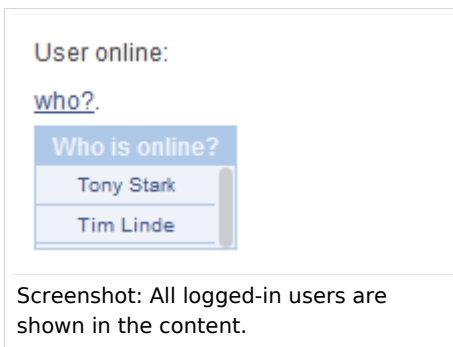 User online:
who?.
Who is online?
Tony Stark
Tim Linde
Screenshot: All logged-in users are
shown in the content.